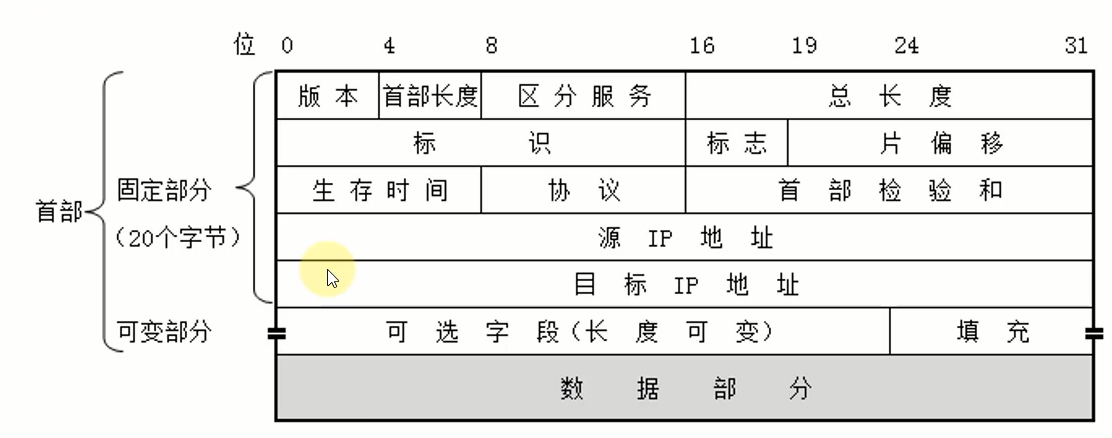 位 0 4 8 16 19 24 31
版本 首部长度 区分服务 总长度
标识 标志 片偏移
首部 固定部分 (20个字节) 生存时间 协议 首部检验和
源 IP 地址
目标 IP 地址
可变部分 可选字段(长度可变) 填充
数据部分